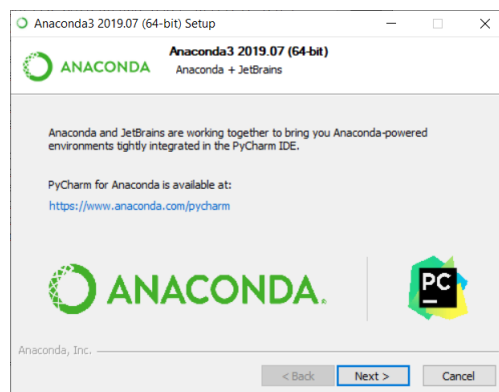 Anaconda3 2019.07 (64-bit) Setup
Anaconda3 2019.07 (64-bit)
ANACONDA
Anaconda + JetBrains
Anaconda and JetBrains are working together to bring you Anaconda-powered
environments tightly integrated in the PyCharm IDE.
PyCharm for Anaconda is available at:
https://www.anaconda.com/pycharm
ANACONDA.
PC
Anaconda, Inc.
< Back
Next >
Cancel